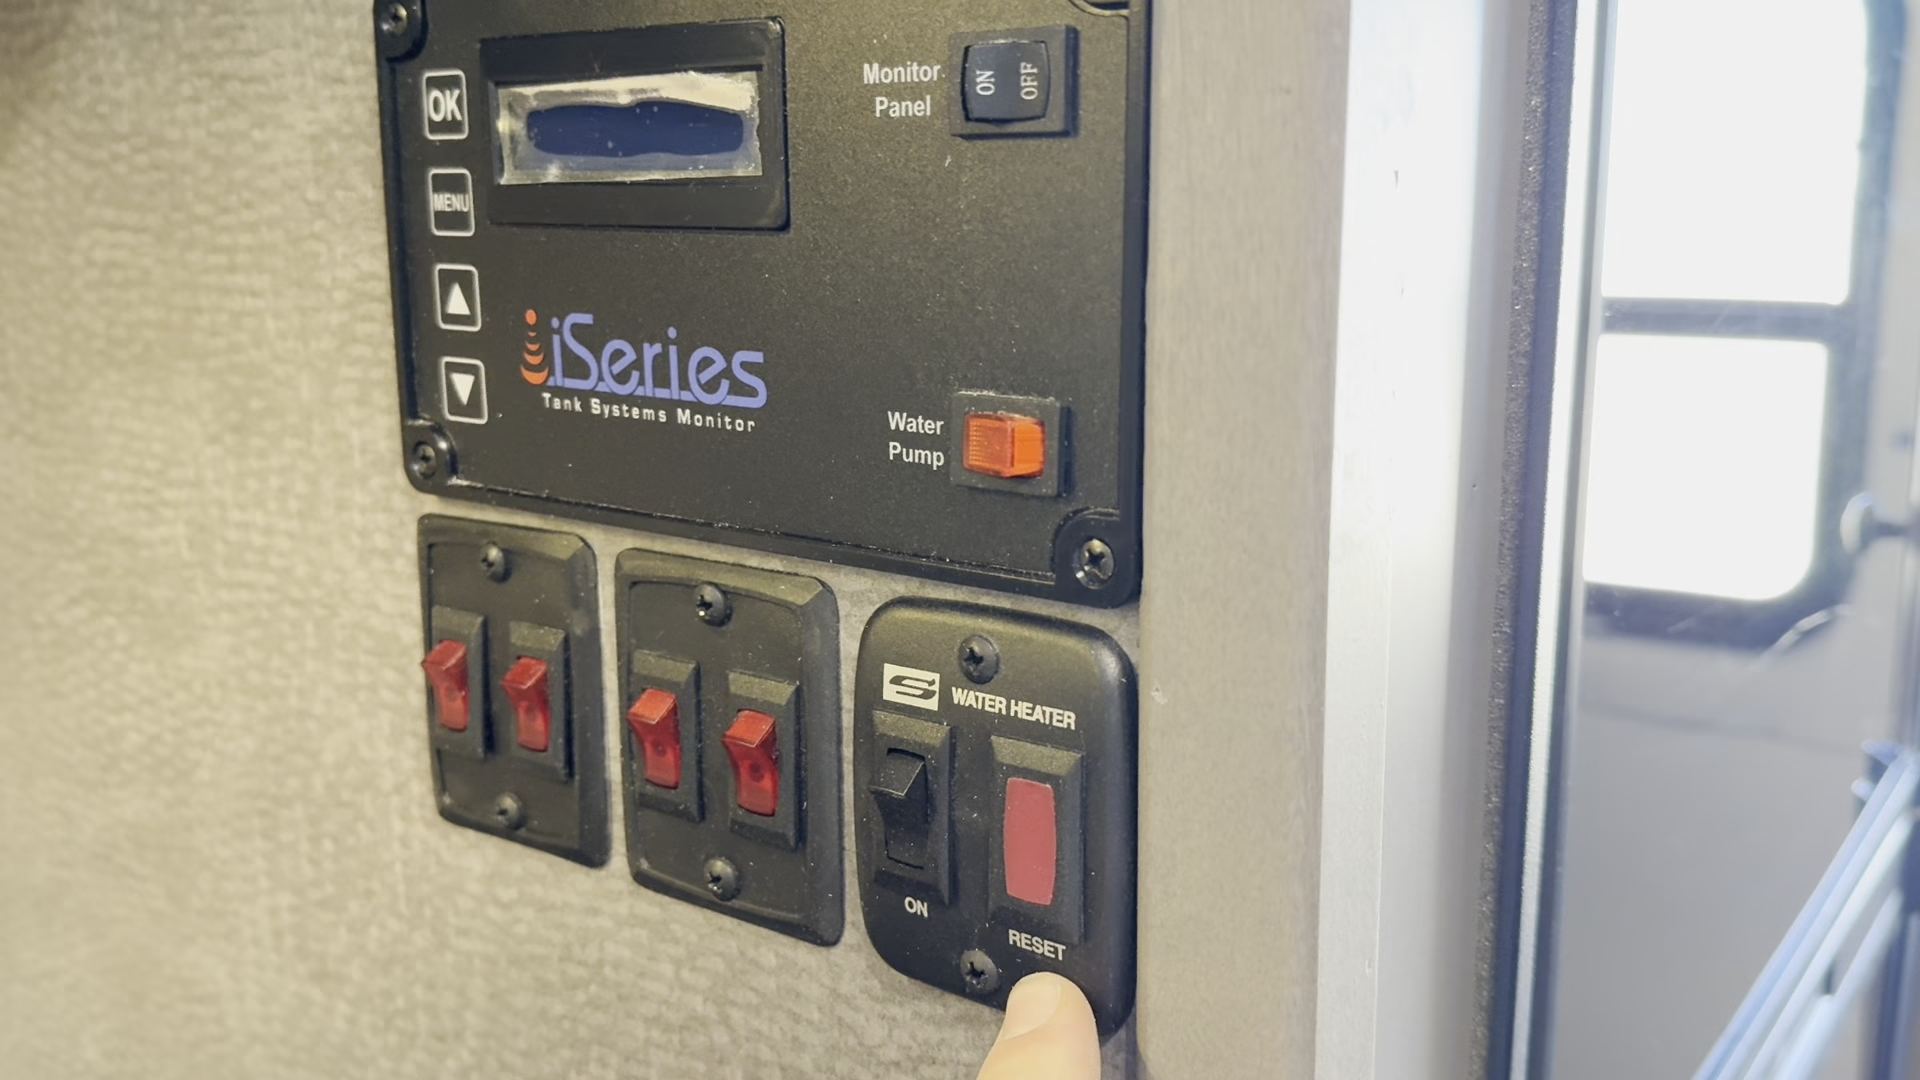 OK
MENU
Monitor
Panel
ON OFF
iSeries
Tank Systems Monitor
Water
Pump
S WATER HEATER
ON
RESET